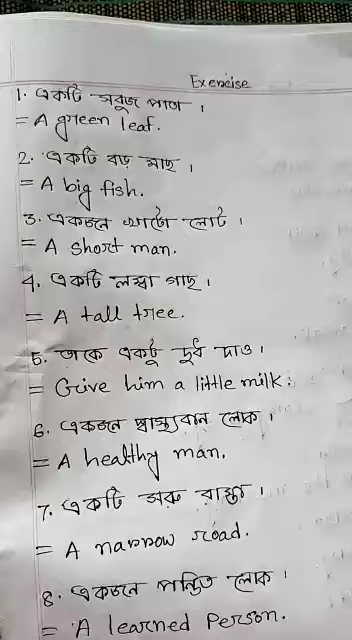 Exercise
1. একটি সবুজ পাতা ।
= A green leaf.
2. একটি বড় মাছ ।
= A big fish.
3. একজন খাটো লোট ।
= A short man.
4. একটি লম্বা গাছ ।
= A tall tree.
5. তাকে একটু দুধ দাও ।
= Give him a little milk.
6. একজন স্বাস্থ্যবান লোক ।
= A healthy man.
7. একটি সরু রাস্তা ।
= A narrow road.
8. একজন পন্ডিত লোক ।
= A learned Person.